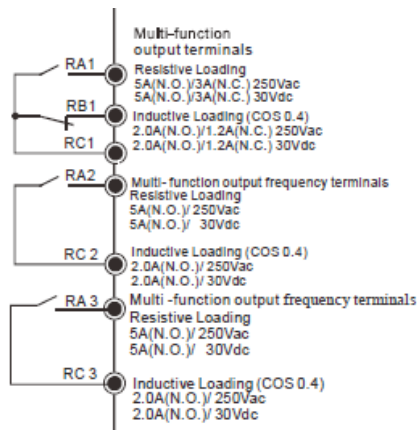 Multi-function
output terminals
RA1
Resistive Loading
5A(N.O.)/3A(N.C.) 250Vac
5A(N.O.)/3A(N.C.) 30Vdc
RB1
Inductive Loading (COS 0.4)
2.0A(N.O.)/1.2A(N.C.) 250Vac
2.0A(N.O.)/1.2A(N.C.) 30Vdc
RC1
RA2
Multi- function output frequency terminals
Resistive Loading
5A(N.O.)/ 250Vac
5A(N.O.)/ 30Vdc
RC 2
Inductive Loading (COS 0.4)
2.0A(N.O.)/ 250Vac
2.0A(N.O.)/ 30Vdc
RA 3
Multi -function output frequency terminals
Resistive Loading
5A(N.O.)/ 250Vac
5A(N.O.)/ 30Vdc
RC 3
Inductive Loading (COS 0.4)
2.0A(N.O.)/ 250Vac
2.0A(N.O.)/ 30Vdc